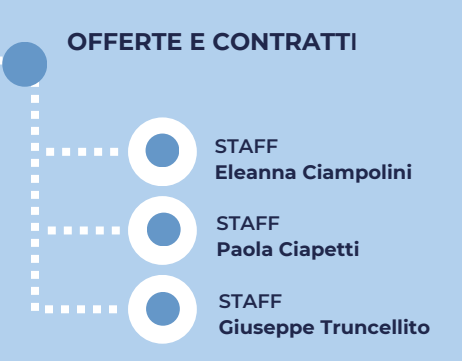 OFFERTE E CONTRATTI
STAFF
Eleanna Ciampolini
STAFF
Paola Ciapetti
STAFF
Giuseppe Truncellito